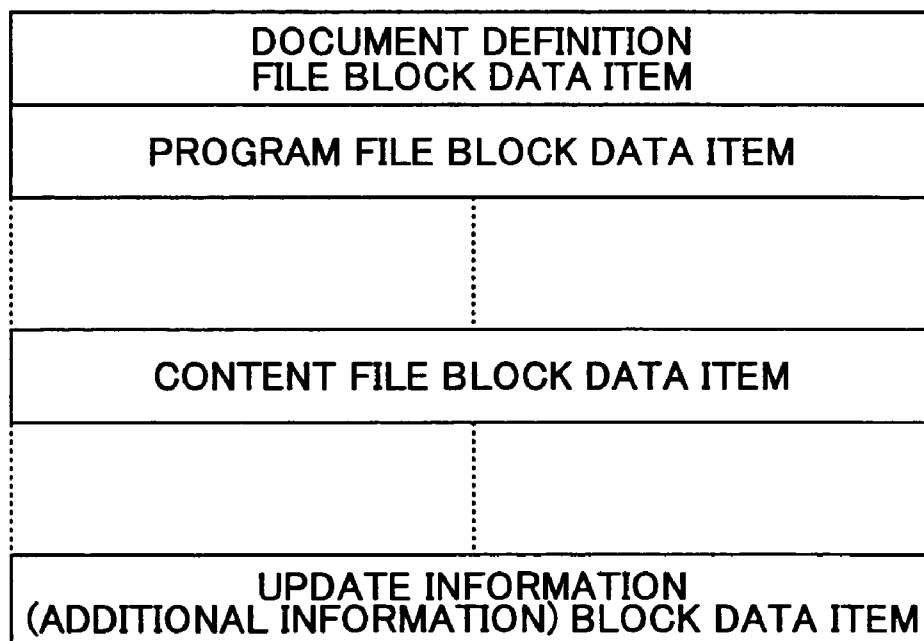 DOCUMENT DEFINITION
FILE BLOCK DATA ITEM
PROGRAM FILE BLOCK DATA ITEM
CONTENT FILE BLOCK DATA ITEM
UPDATE INFORMATION
(ADDITIONAL INFORMATION) BLOCK DATA ITEM